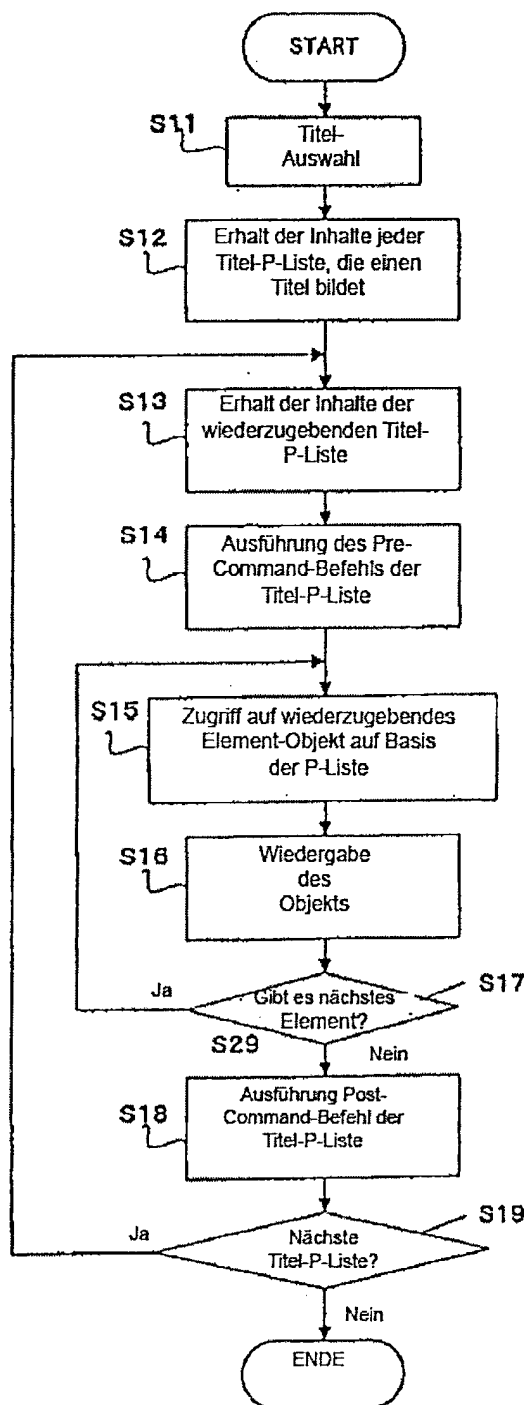 START
S11
Titel-
Auswahl
S12
Erhalt der Inhalte jeder
Titel-P-Liste, die einen
Titel bildet
S13
Erhalt der Inhalte der
wiederzugebenden Titel-
P-Liste
S14
Ausführung des Pre-
Command-Befehls der
Titel-P-Liste
S15
Zugriff auf wiederzugebendes
Element-Objekt auf Basis
der P-Liste
S16
Wiedergabe
des
Objekts
S17
Ja
Gibt es nächstes
Element?
S29
Nein
S18
Ausführung Post-
Command-Befehl der
Titel-P-Liste
S19
Ja
Nächste
Titel-P-Liste?
Nein
ENDE